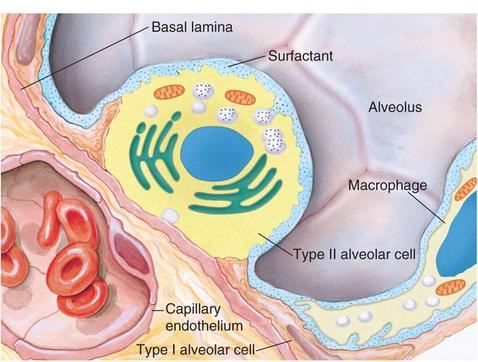 Basal lamina
Surfactant
Alveolus
Macrophage
Type II alveolar cell
Capillary
endothelium
Type I alveolar cell